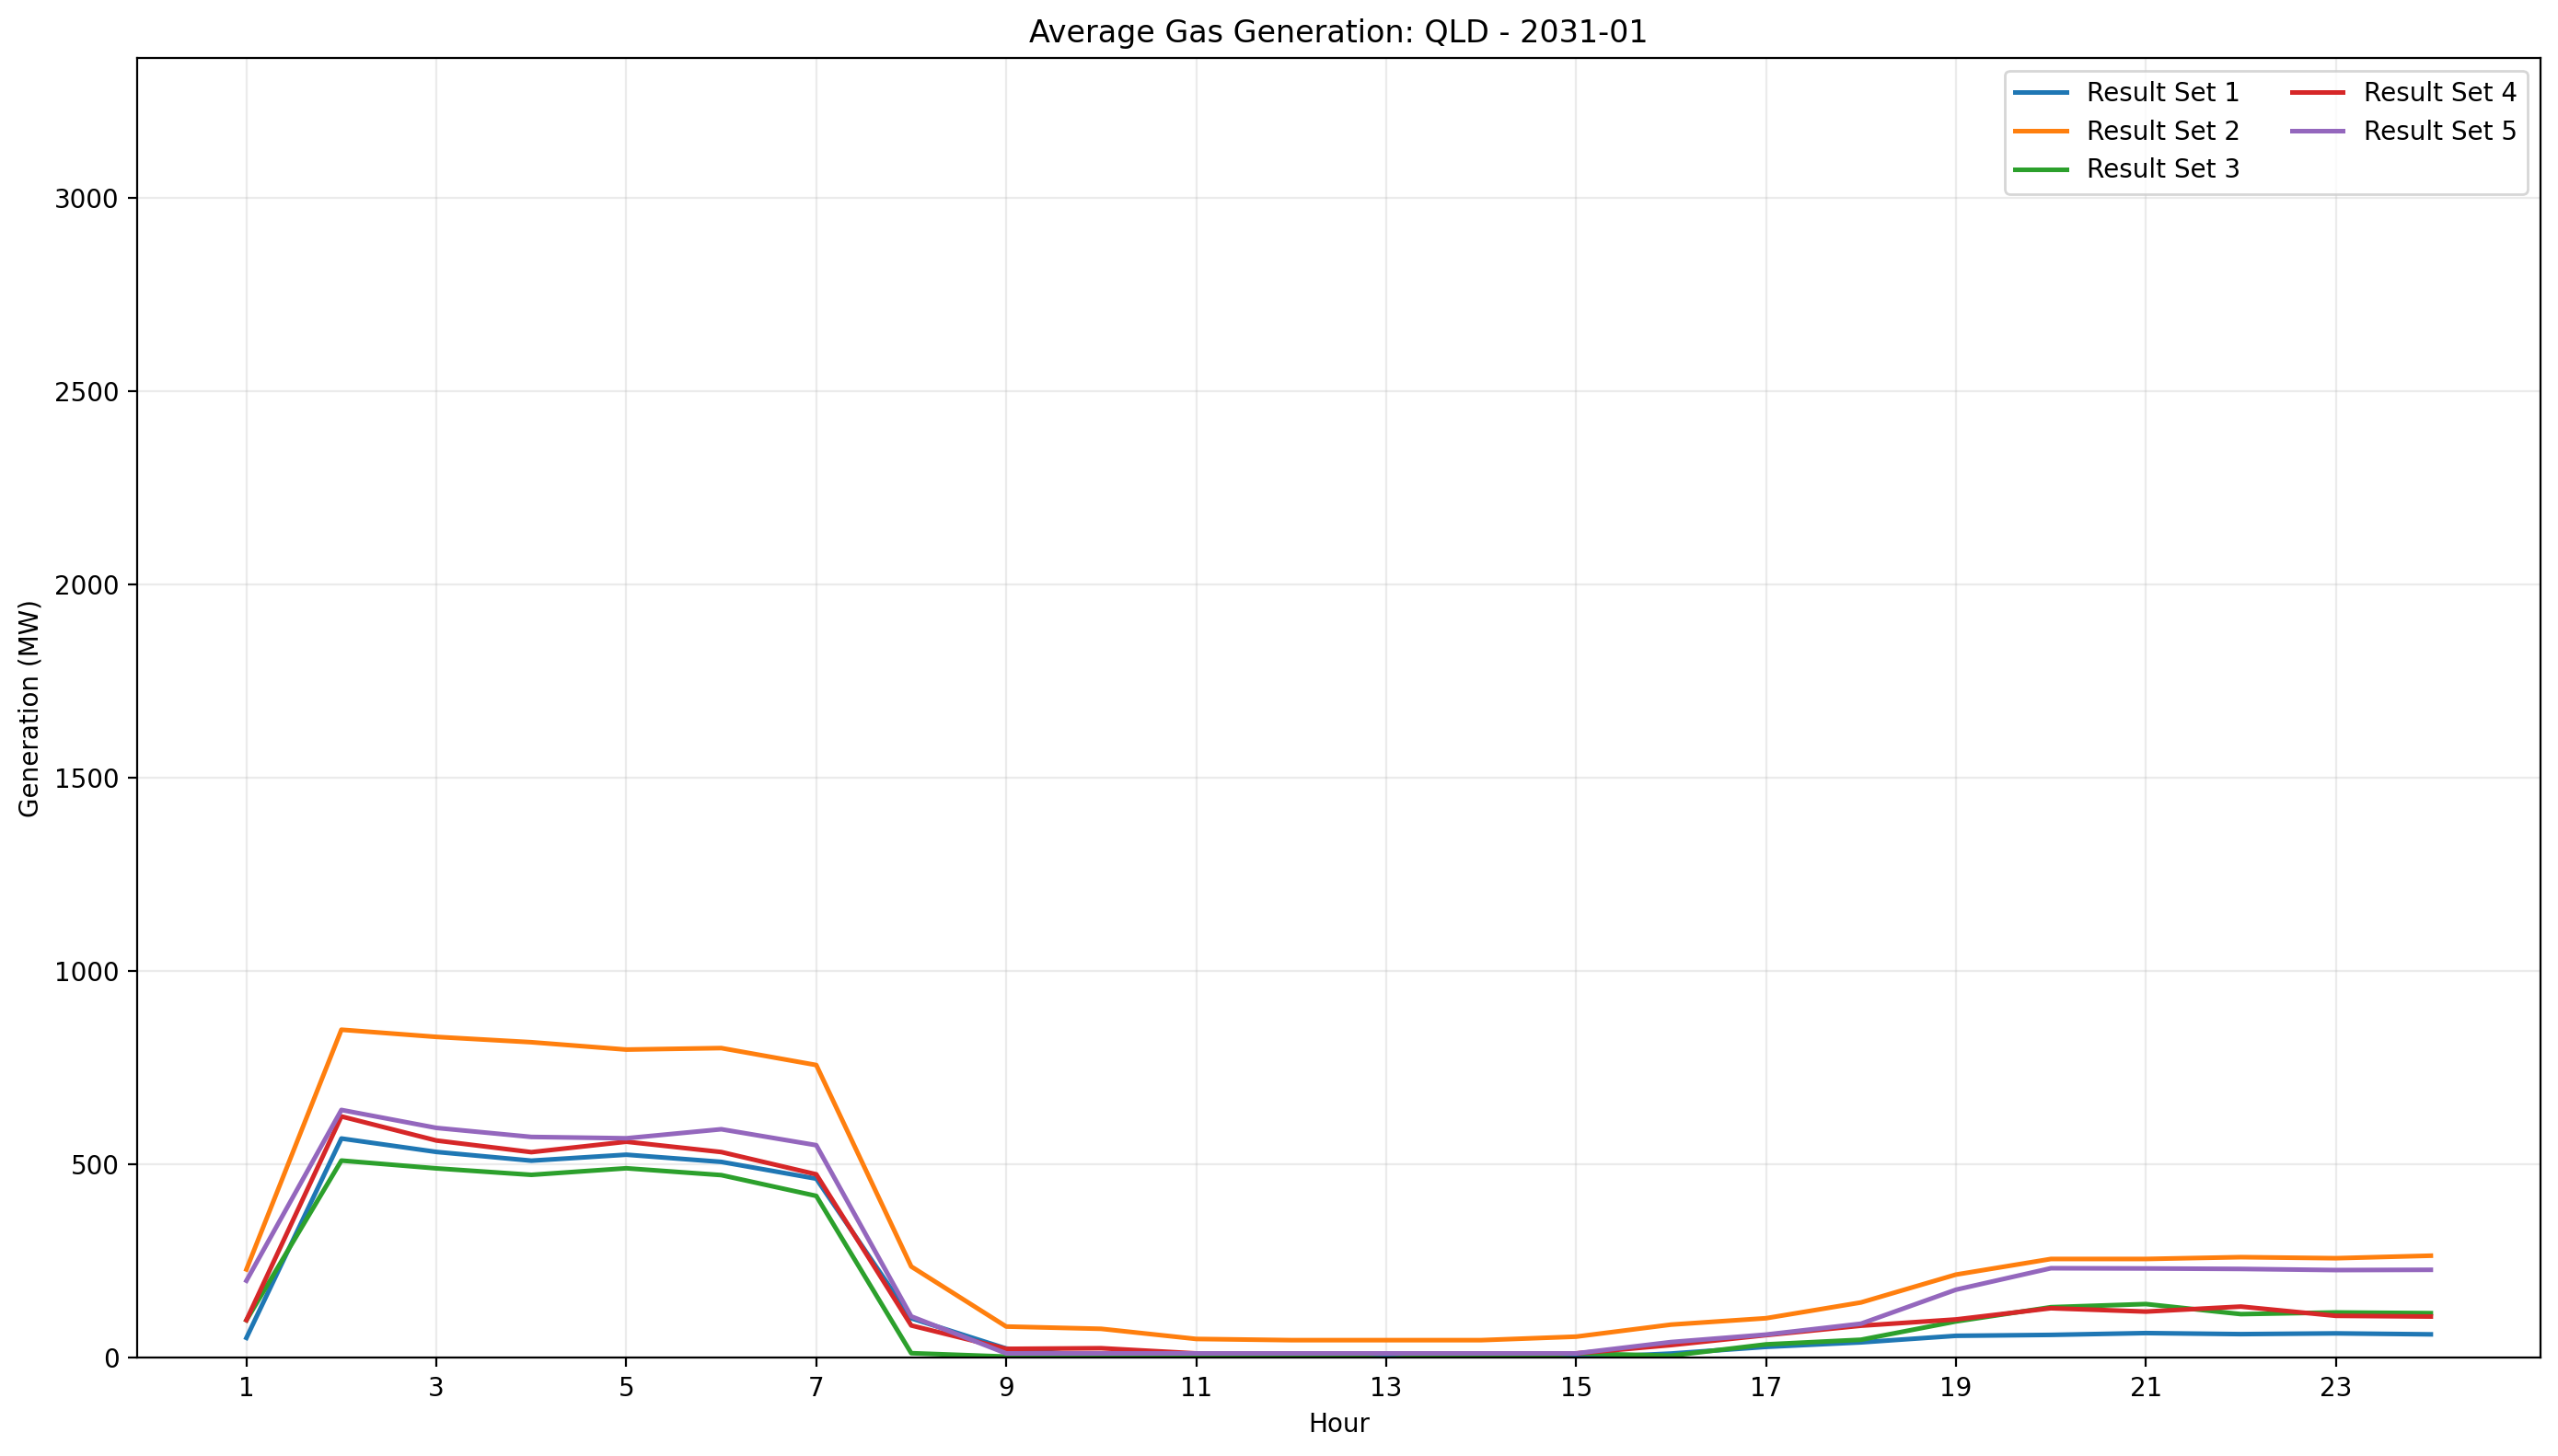 Average Gas Generation: QLD - 2031-01
Result Set 1
Result Set 2
Result Set 3
Result Set 4
Result Set 5
Generation (MW)
3000
2500
2000
1500
1000
500
0
1 3 5 7 9 11 13 15 17 19 21 23
Hour